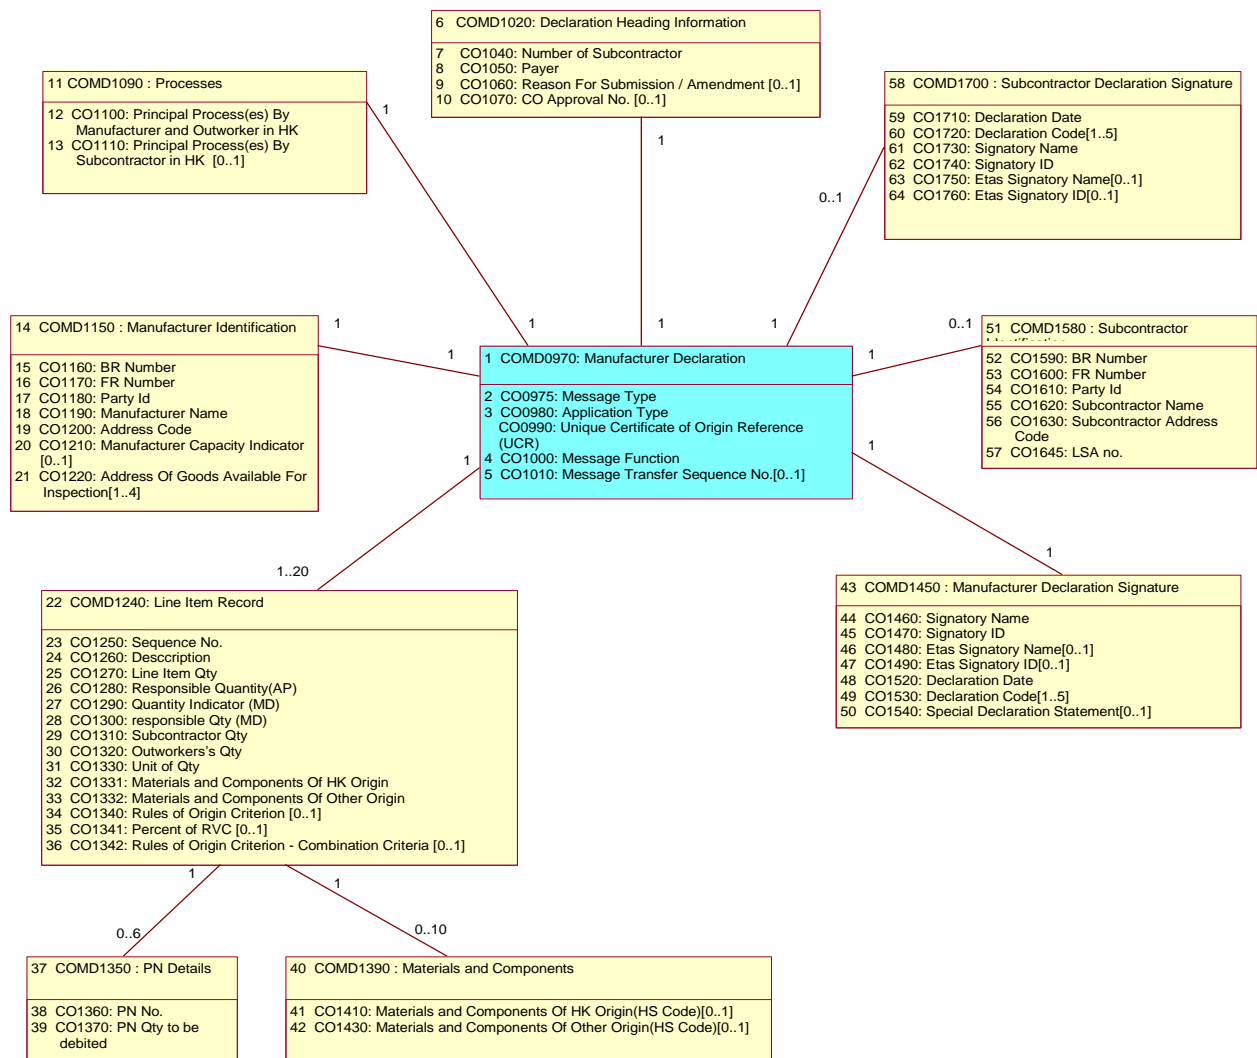 6 COMD1020: Declaration Heading Information
7 CO1040: Number of Subcontractor
8 CO1050: Payer
9 CO1060: Reason For Submission / Amendment [0..1]
10 CO1070: CO Approval No. [0..1]
11 COMD1090 : Processes
12 CO1100: Principal Process(es) By
Manufacturer and Outworker in HK
13 CO1110: Principal Process(es) By
Subcontractor in HK [0..1]
58 COMD1700 : Subcontractor Declaration Signature
59 CO1710: Declaration Date
60 CO1720: Declaration Code[1..5]
61 CO1730: Signatory Name
62 CO1740: Signatory ID
63 CO1750: Etas Signatory Name[0..1]
64 CO1760: Etas Signatory ID[0..1]
1
1
0..1
14 COMD1150 : Manufacturer Identification
15 CO1160: BR Number
16 CO1170: FR Number
17 CO1180: Party Id
18 CO1190: Manufacturer Name
19 CO1200: Address Code
20 CO1210: Manufacturer Capacity Indicator
[0..1]
21 CO1220: Address Of Goods Available For
Inspection[1..4]
1
1
1
1
1
0..1
1
1 COMD0970: Manufacturer Declaration
2 CO0975: Message Type
3 CO0980: Application Type
CO0990: Unique Certificate of Origin Reference
(UCR)
4 CO1000: Message Function
5 CO1010: Message Transfer Sequence No.[0..1]
51 COMD1580 : Subcontractor
52 CO1590: BR Number
53 CO1600: FR Number
54 CO1610: Party Id
55 CO1620: Subcontractor Name
56 CO1630: Subcontractor Address
Code
57 CO1645: LSA no.
1
1
1..20
1
22 COMD1240: Line Item Record
23 CO1250: Sequence No.
24 CO1260: Desccription
25 CO1270: Line Item Qty
26 CO1280: Responsible Quantity(AP)
27 CO1290: Quantity Indicator (MD)
28 CO1300: responsible Qty (MD)
29 CO1310: Subcontractor Qty
30 CO1320: Outworkers's Qty
31 CO1330: Unit of Qty
32 CO1331: Materials and Components Of HK Origin
33 CO1332: Materials and Components Of Other Origin
34 CO1340: Rules of Origin Criterion [0..1]
35 CO1341: Percent of RVC [0..1]
36 CO1342: Rules of Origin Criterion - Combination Criteria [0..1]
43 COMD1450 : Manufacturer Declaration Signature
44 CO1460: Signatory Name
45 CO1470: Signatory ID
46 CO1480: Etas Signatory Name[0..1]
47 CO1490: Etas Signatory ID[0..1]
48 CO1520: Declaration Date
49 CO1530: Declaration Code[1..5]
50 CO1540: Special Declaration Statement[0..1]
1
1
0..6
0..10
37 COMD1350 : PN Details
38 CO1360: PN No.
39 CO1370: PN Qty to be
debited
40 COMD1390 : Materials and Components
41 CO1410: Materials and Components Of HK Origin(HS Code)[0..1]
42 CO1430: Materials and Components Of Other Origin(HS Code)[0..1]